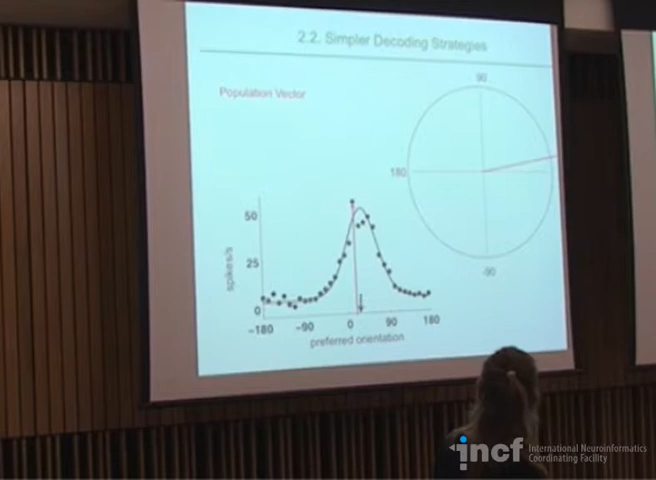 2.2. Simpler Decoding Strategies
Population Vector
90
180
-90
50
25
0
spikes/s
-180
-90
0
90
180
preferred orientation
incf
International Neuroinformatics
Coordinating Facility